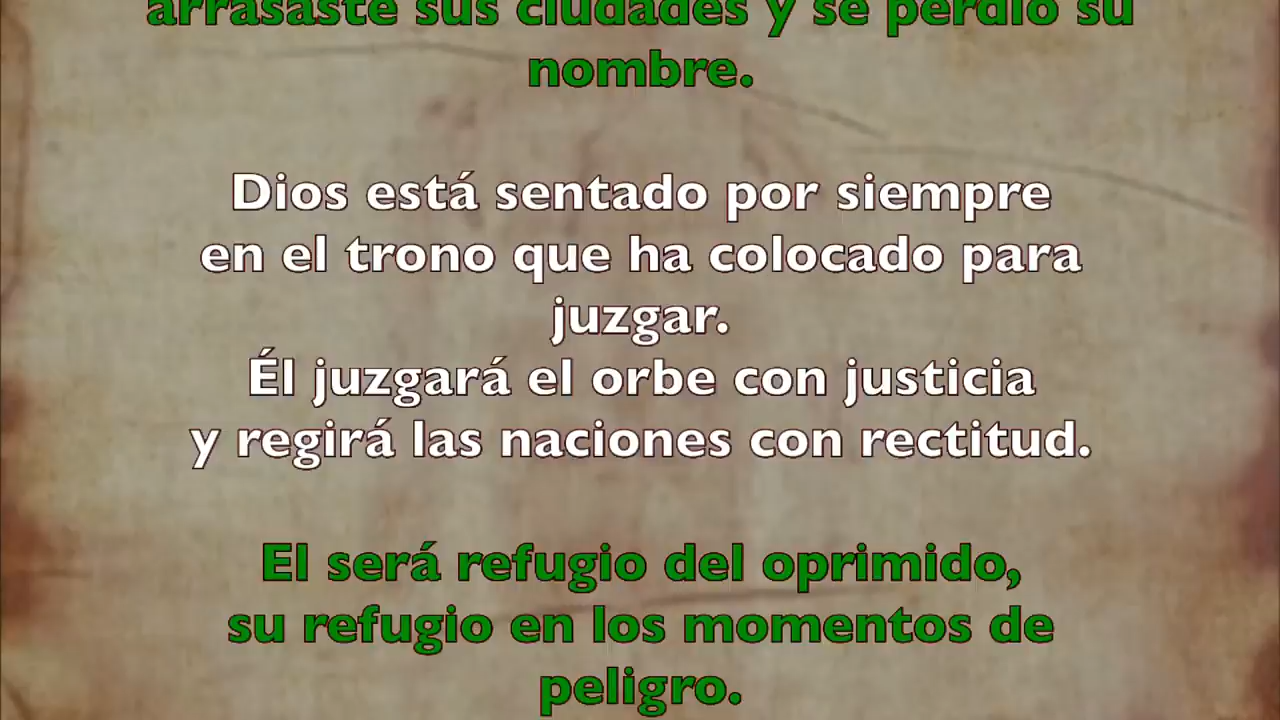 arrasaste sus ciudades y se perdió su
nombre.
Dios está sentado por siempre
en el trono que ha colocado para
juzgar.
Él juzgará el orbe con justicia
y regirá las naciones con rectitud.
El será refugio del oprimido,
su refugio en los momentos de
peligro.